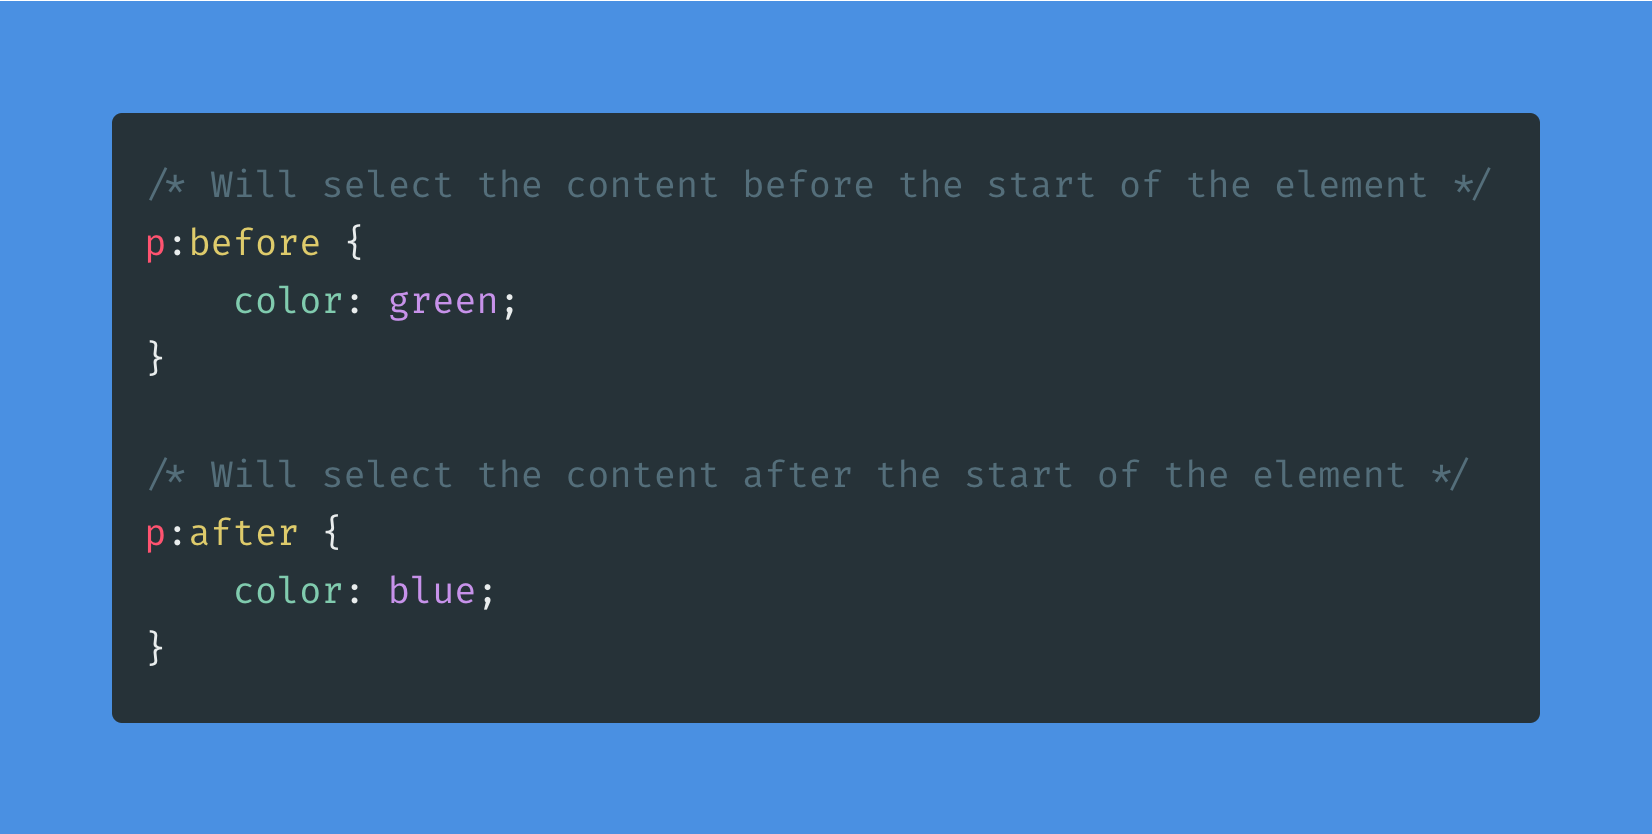 /* Will select the content before the start of the element */
p:before {
    color: green;
}
/* Will select the content after the start of the element */
p:after {
    color: blue;
}